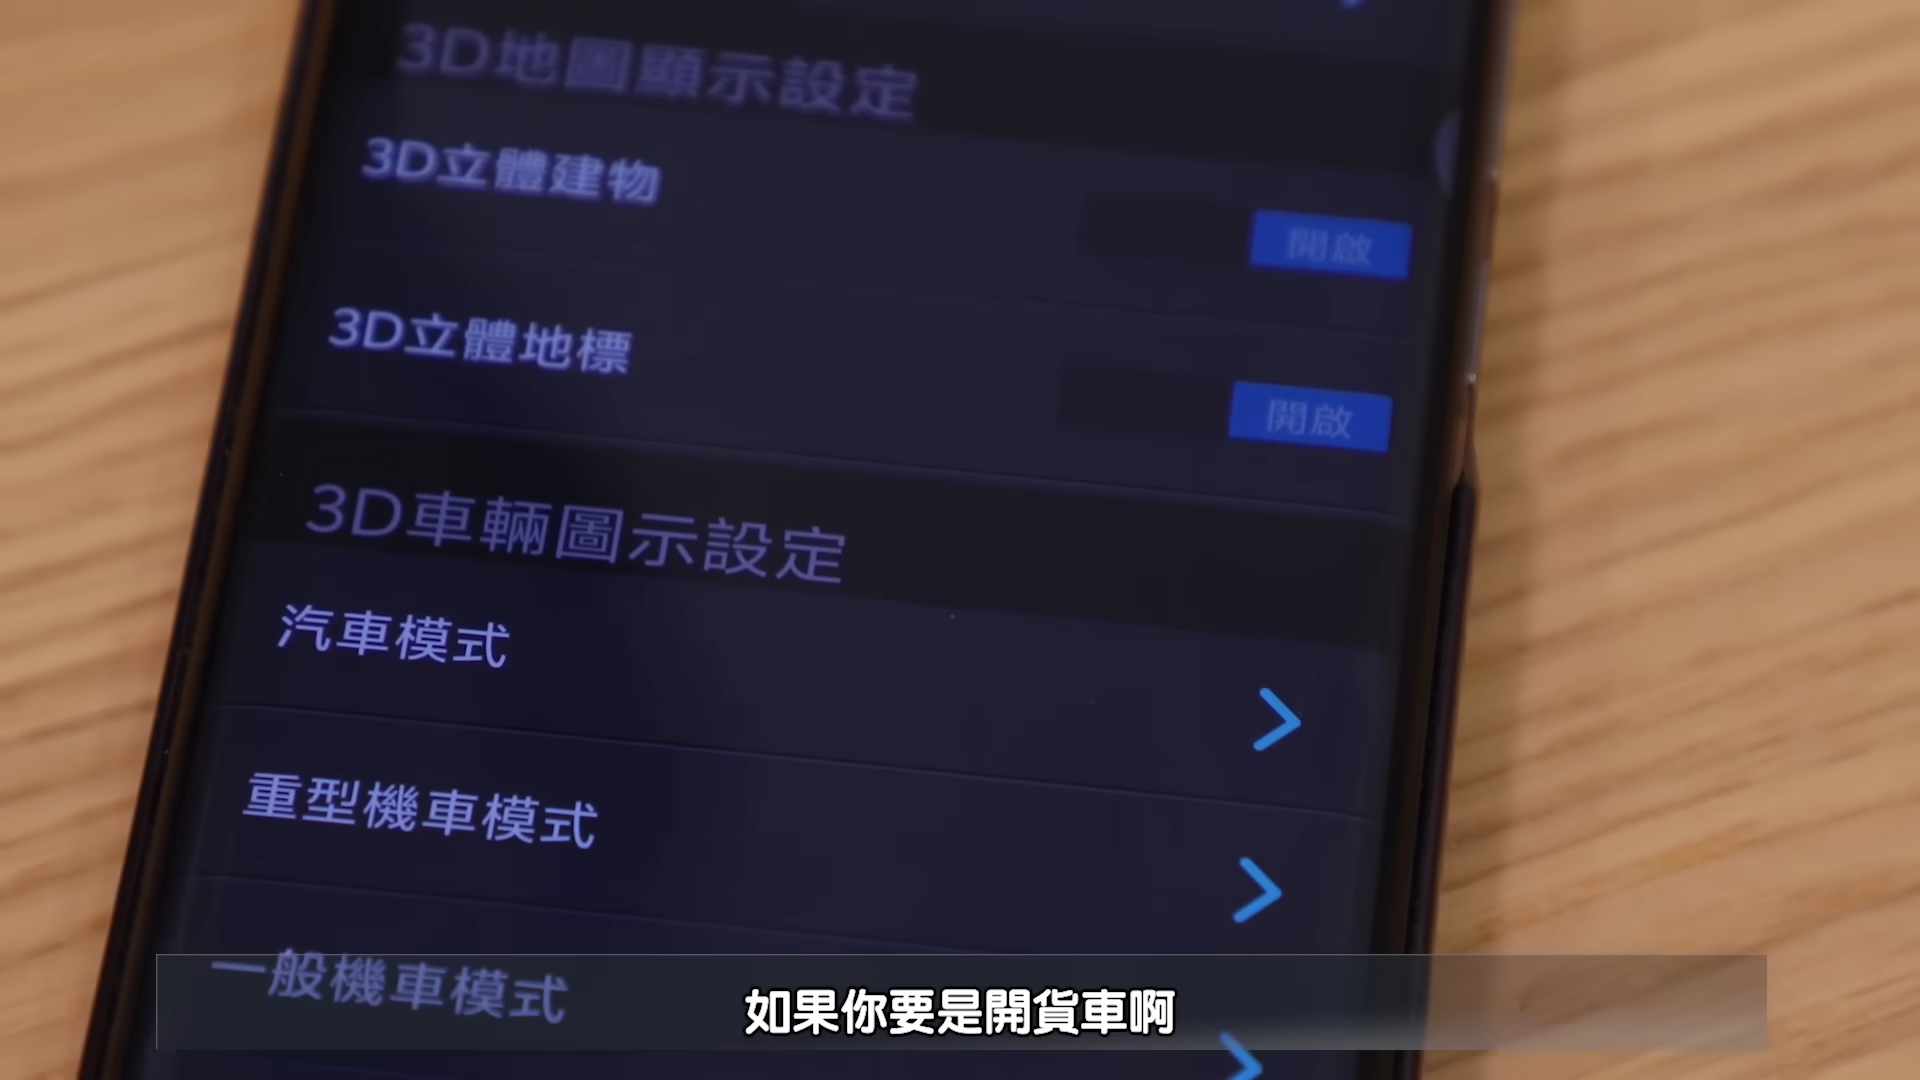 3D地圖顯示設定
3D立體建物
開啟
3D立體地標
開啟
3D車輛圖示設定
汽車模式
重型機車模式
一般機車模式
如果你要是開貨車啊